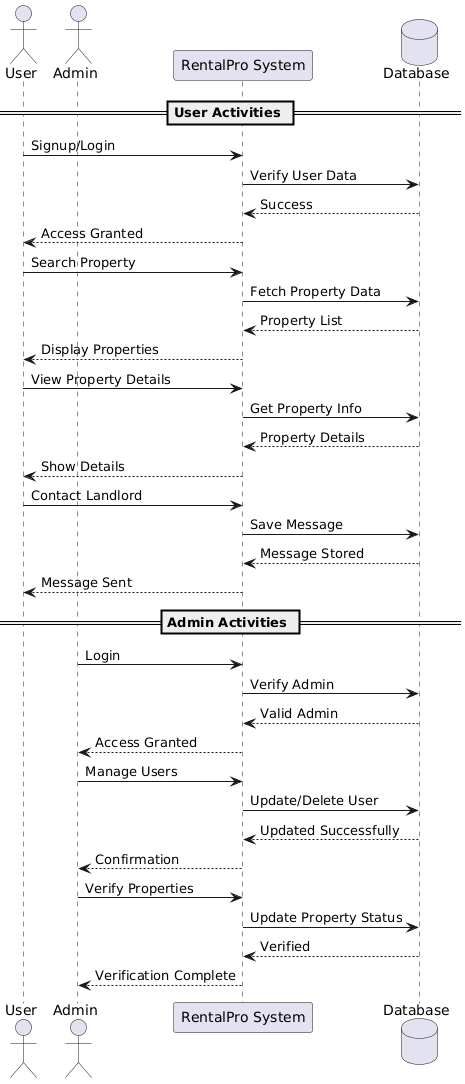 User
Admin
RentalPro System
Database
User Activities
Signup/Login
Verify User Data
Success
Access Granted
Search Property
Fetch Property Data
Property List
Display Properties
View Property Details
Get Property Info
Property Details
Show Details
Contact Landlord
Save Message
Message Stored
Message Sent
Admin Activities
Login
Verify Admin
Valid Admin
Access Granted
Manage Users
Update/Delete User
Updated Successfully
Confirmation
Verify Properties
Update Property Status
Verified
Verification Complete
User
Admin
RentalPro System
Database